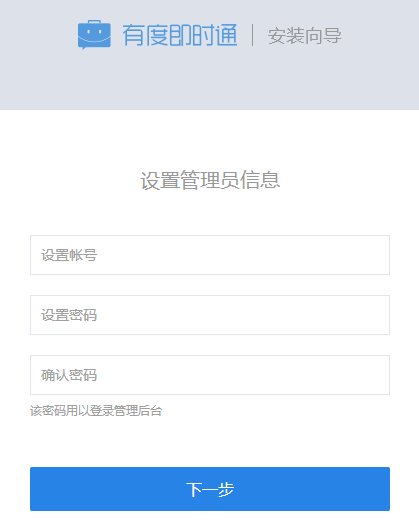 有度即时通 | 安装向导
设置管理员信息
设置帐号
设置密码
确认密码
该密码用以登录管理后台
下一步